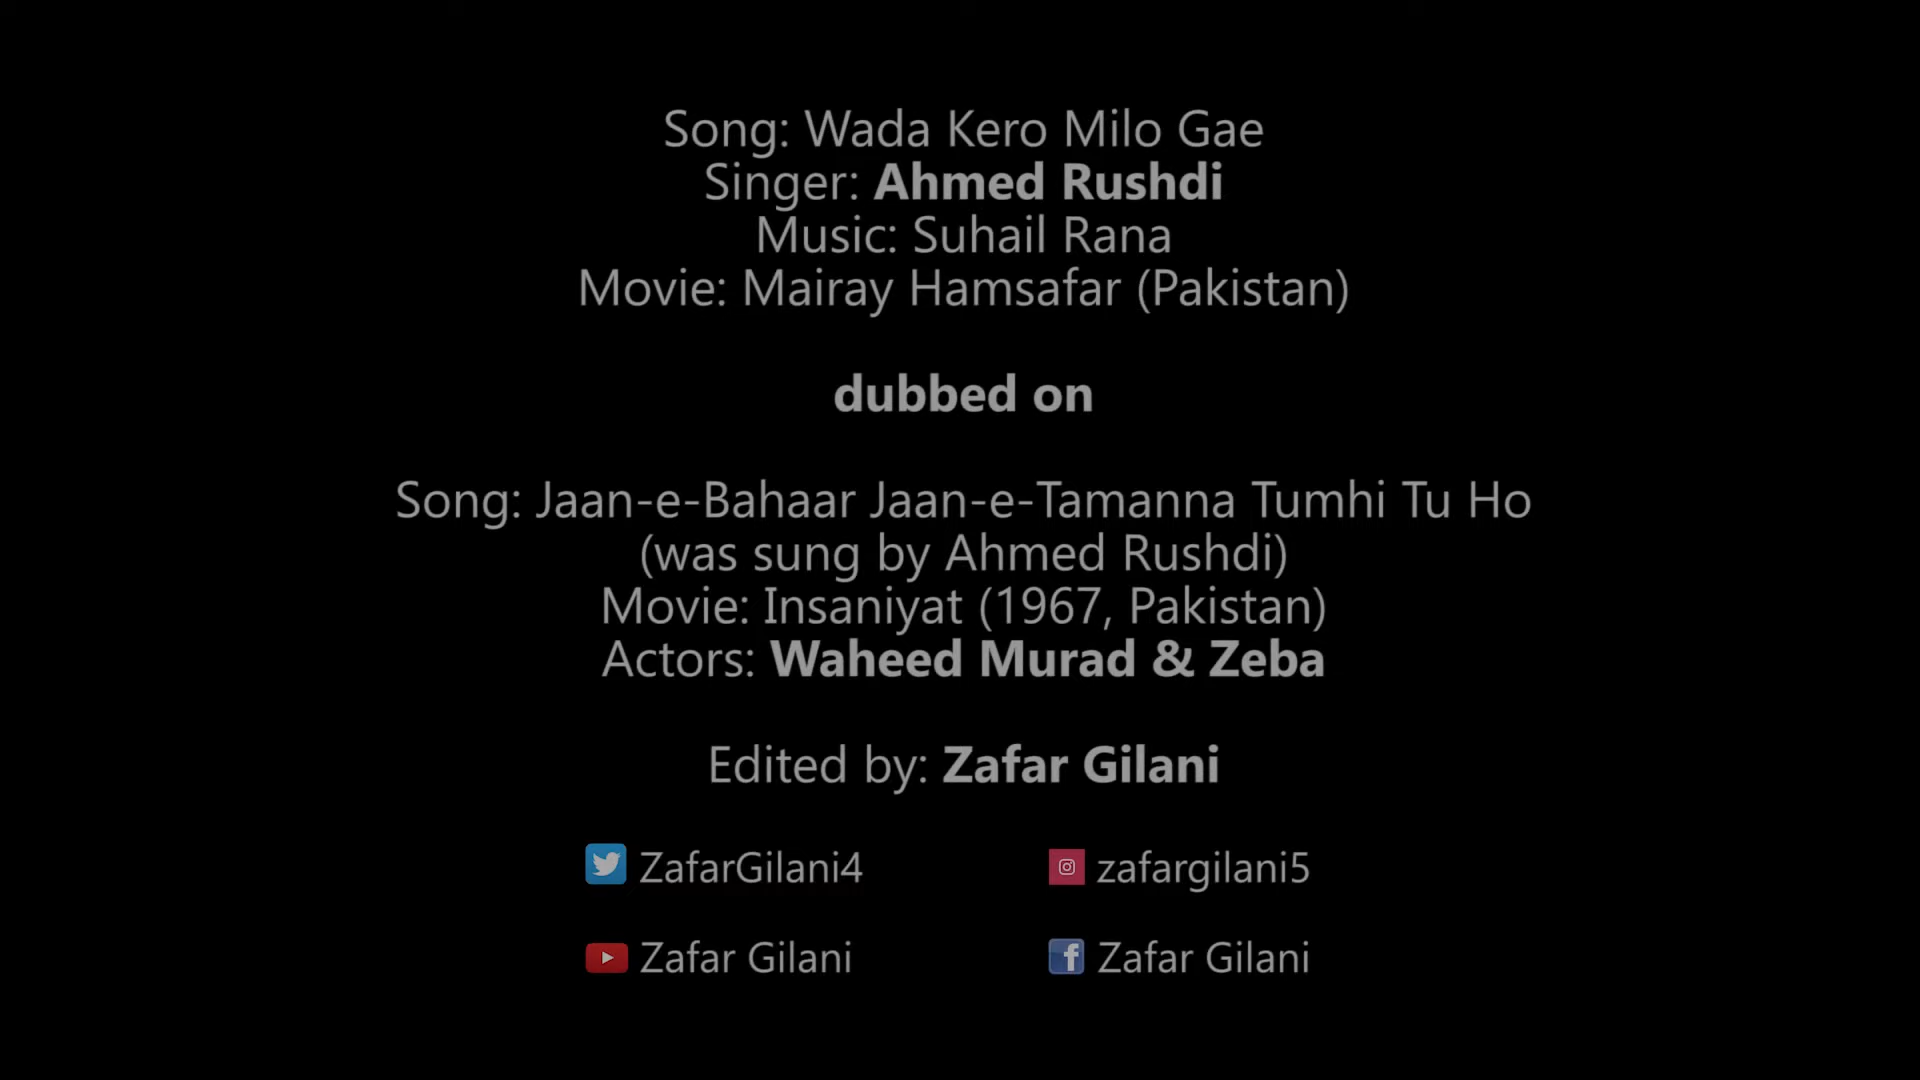 Song: Wada Kero Milo Gae
Singer: Ahmed Rushdi
Music: Suhail Rana
Movie: Mairay Hamsafar (Pakistan)
dubbed on
Song: Jaan-e-Bahaar Jaan-e-Tamanna Tumhi Tu Ho
(was sung by Ahmed Rushdi)
Movie: Insaniyat (1967, Pakistan)
Actors: Waheed Murad & Zeba
Edited by: Zafar Gilani
ZafarGilani4
zafargilani5
Zafar Gilani
Zafar Gilani